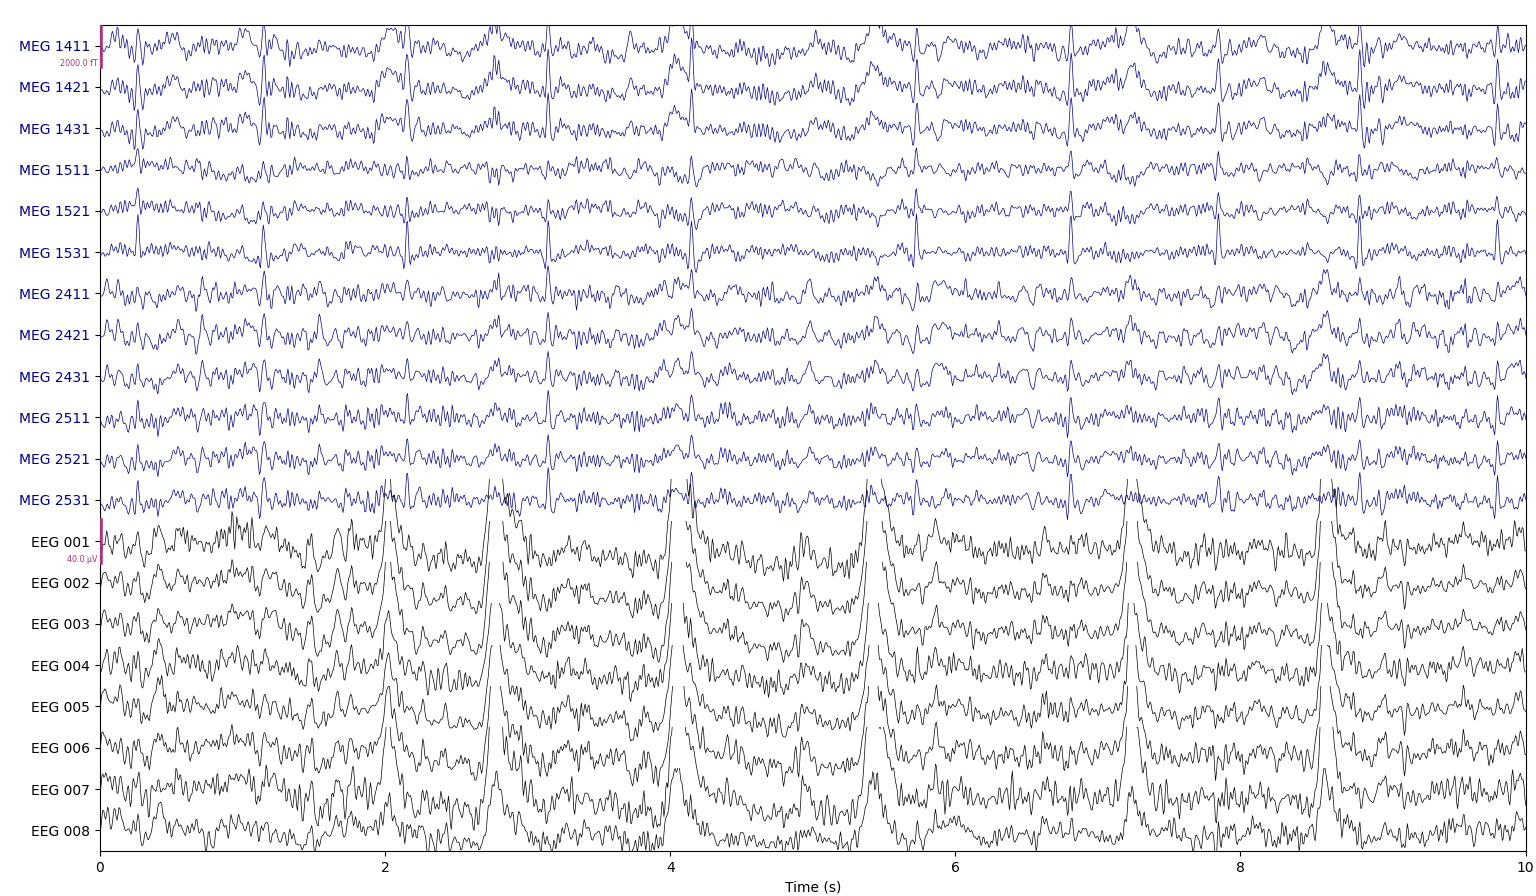 MEG 1411
2000.0 fT
MEG 1421
MEG 1431
MEG 1511
MEG 1521
MEG 1531
MEG 2411
MEG 2421
MEG 2431
MEG 2511
MEG 2521
MEG 2531
EEG 001
40.0 µV
EEG 002
EEG 003
EEG 004
EEG 005
EEG 006
EEG 007
EEG 008
0 2 4 6 8 10
Time (s)